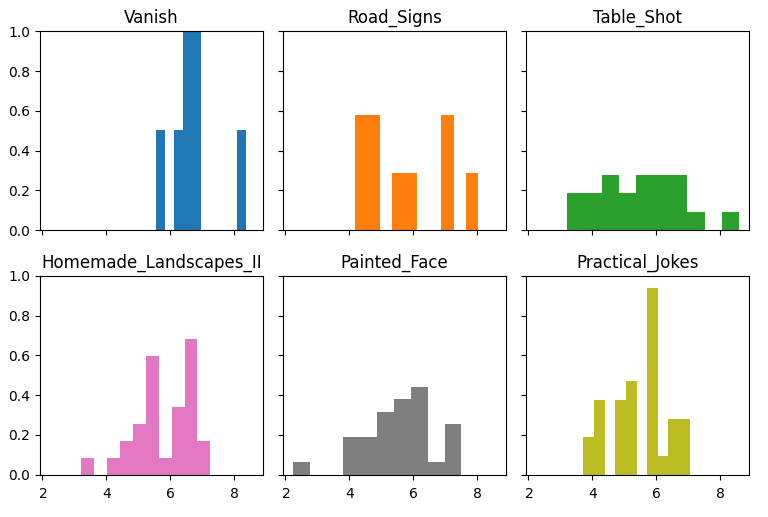 Vanish
Road_Signs
Table_Shot
1.0
0.8
0.6
0.4
0.2
0.0
Homemade_Landscapes_II
Painted_Face
Practical_Jokes
1.0
0.8
0.6
0.4
0.2
0.0
2 4 6 8
2 4 6 8
2 4 6 8